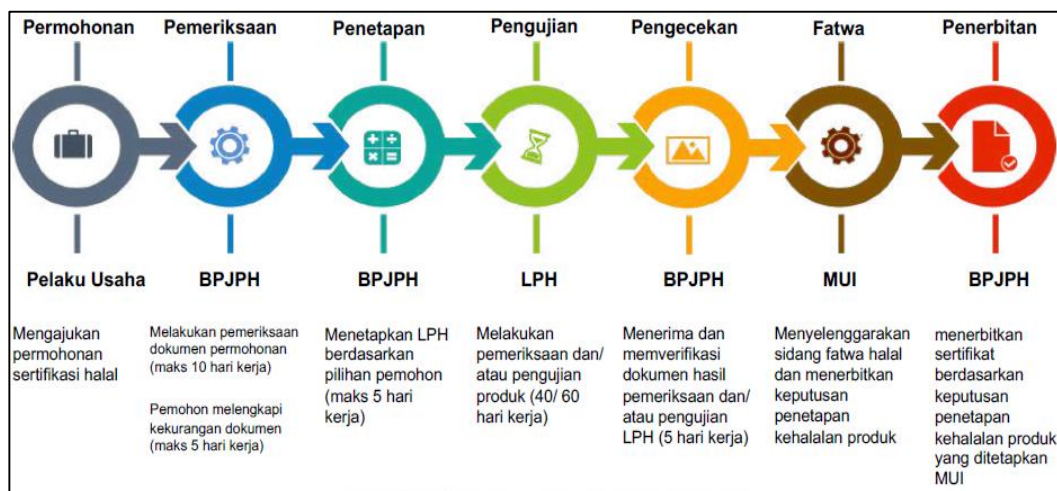 Permohonan
Pemeriksaan
Penetapan
Pengujian
Pengecekan
Fatwa
Penerbitan
Pelaku Usaha
BPJPH
BPJPH
LPH
BPJPH
MUI
BPJPH
Mengajukan
permohonan
sertifikasi halal
Melakukan pemeriksaan
dokumen permohonan
(maks 10 hari kerja)
Pemohon melengkapi
kekurangan dokumen
(maks 5 hari kerja)
Menetapkan LPH
berdasarkan
pilihan pemohon
(maks 5 hari
kerja)
Melakukan
pemeriksaan dan/
atau pengujian
produk (40/ 60
hari kerja)
Menerima dan
memverifikasi
dokumen hasil
pemeriksaan dan/
atau pengujian
LPH (5 hari kerja)
Menyelenggarakan
sidang fatwa halal
dan menerbitkan
keputusan
penetapan
kehalalan produk
menerbitkan
sertifikat
berdasarkan
keputusan
penetapan
kehalalan produk
yang ditetapkan
MUI